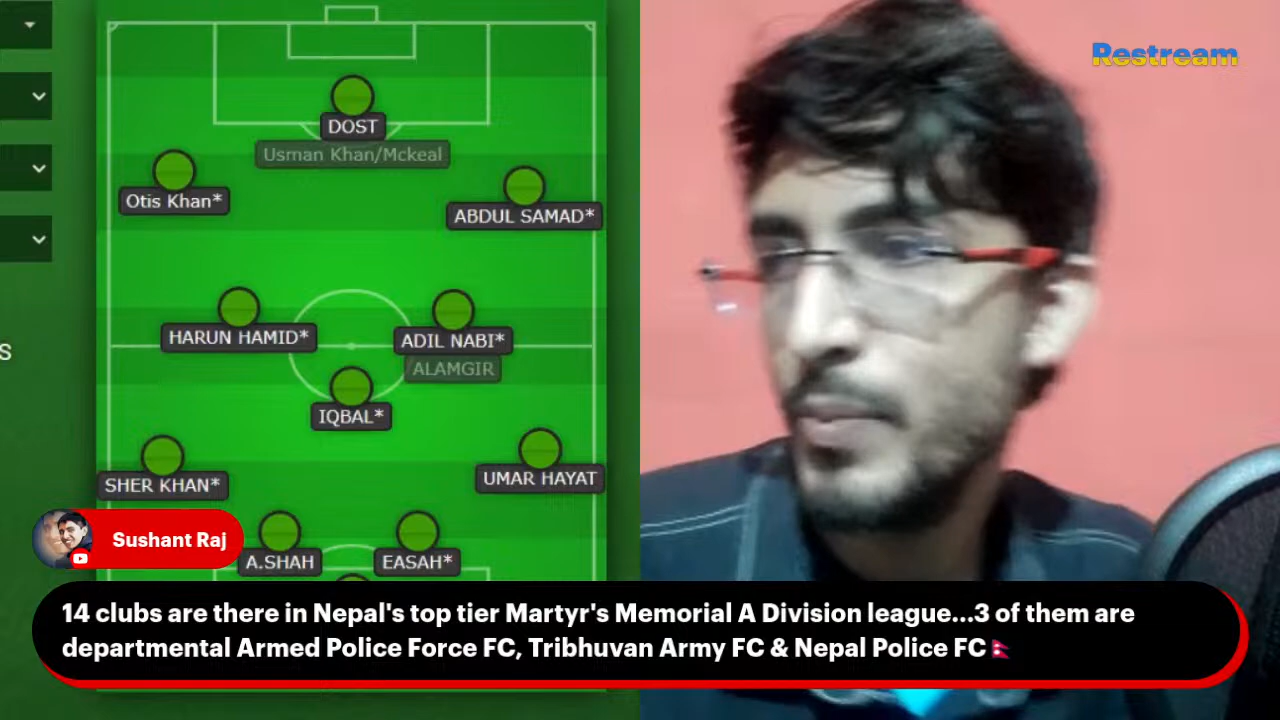 Restream
DOST
Usman Khan/Mckeal
Otis Khan*
ABDUL SAMAD*
HARUN HAMID*
ADIL NABI*
ALAMGIR
S
IQBAL*
SHER KHAN*
UMAR HAYAT
Sushant Raj
A.SHAH
EASAH*
14 clubs are there in Nepal's top tier Martyr's Memorial A Division league...3 of them are
departmental Armed Police Force FC, Tribhuvan Army FC & Nepal Police FC🇳🇵